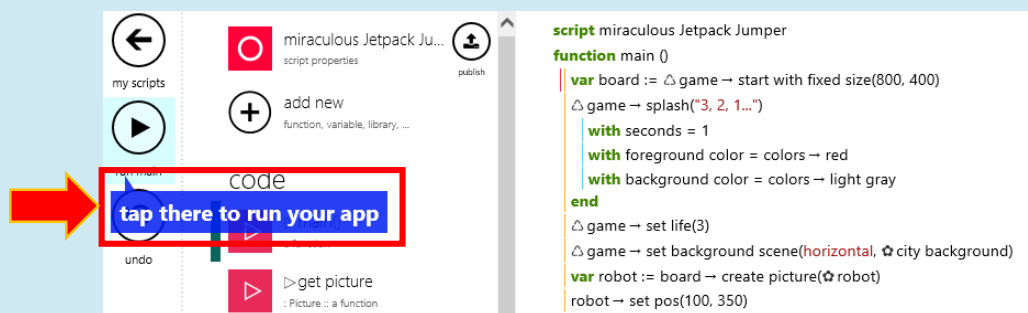 my scripts
run main
undo
miraculous Jetpack Ju...
script properties
publish
add new
function, variable, library, ...
code
tap there to run your app
▷get picture
: Picture :: a function
script miraculous Jetpack Jumper
function main ()
var board := ♺ game → start with fixed size(800, 400)
♺ game → splash("3, 2, 1...")
with seconds = 1
with foreground color = colors → red
with background color = colors → light gray
end
♺ game → set life(3)
♺ game → set background scene(horizontal, ✿ city background)
var robot := board → create picture(✿ robot)
robot → set pos(100, 350)